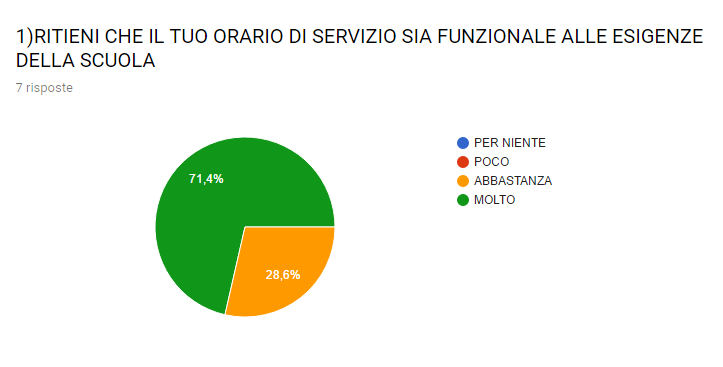 1)RITIENI CHE IL TUO ORARIO DI SERVIZIO SIA FUNZIONALE ALLE ESIGENZE
DELLA SCUOLA
7 risposte
71,4%
28,6%
PER NIENTE
POCO
ABBASTANZA
MOLTO